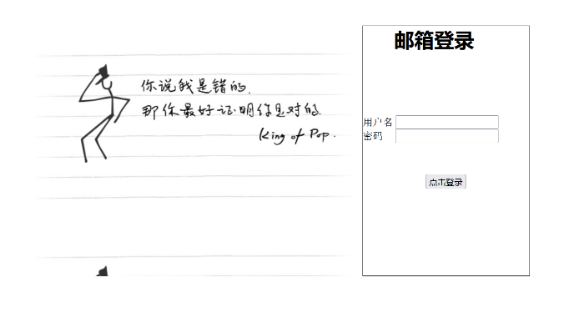 你说我是错的.
那你最好证明你是对的
King of Pop.
邮箱登录
用户名
密码
点击登录